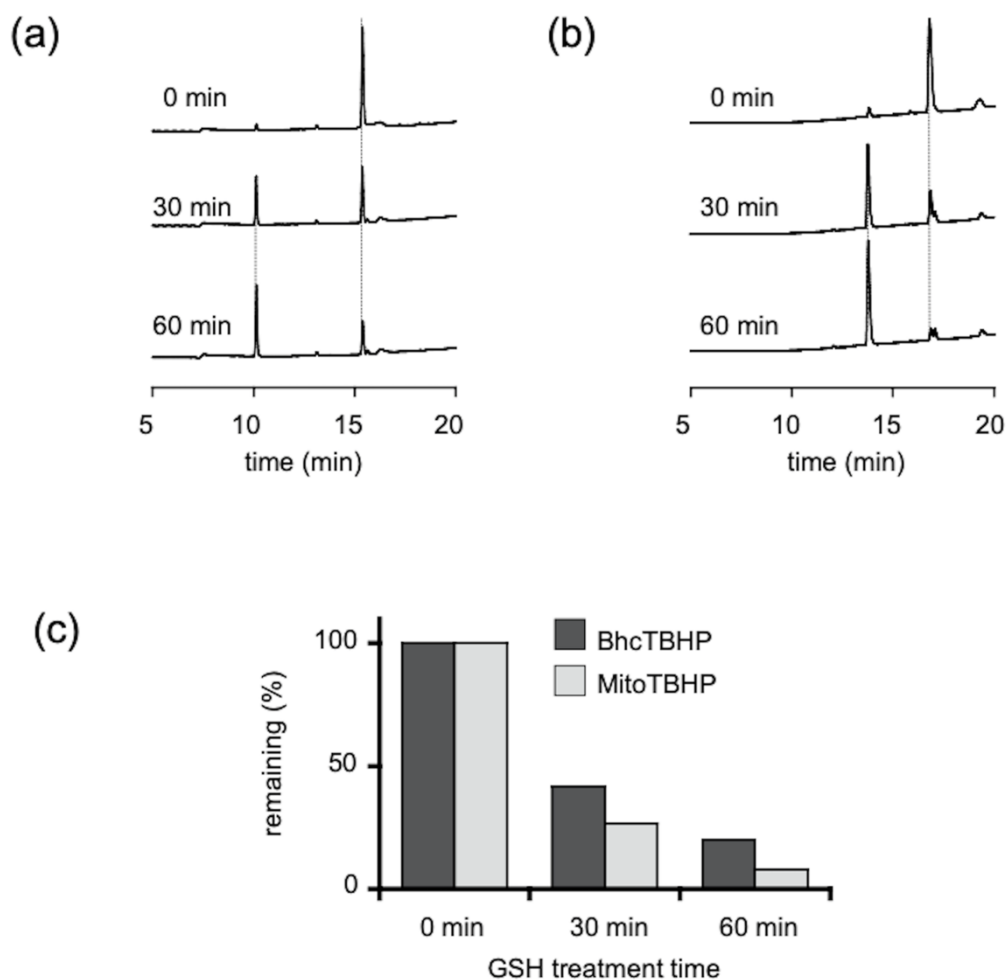 (a)
0 min
30 min
60 min
5 10 15 20
time (min)
(b)
0 min
30 min
60 min
5 10 15 20
time (min)
(c)
BhcTBHP
MitoTBHP
remaining (%)
100
50
0
0 min 30 min 60 min
GSH treatment time